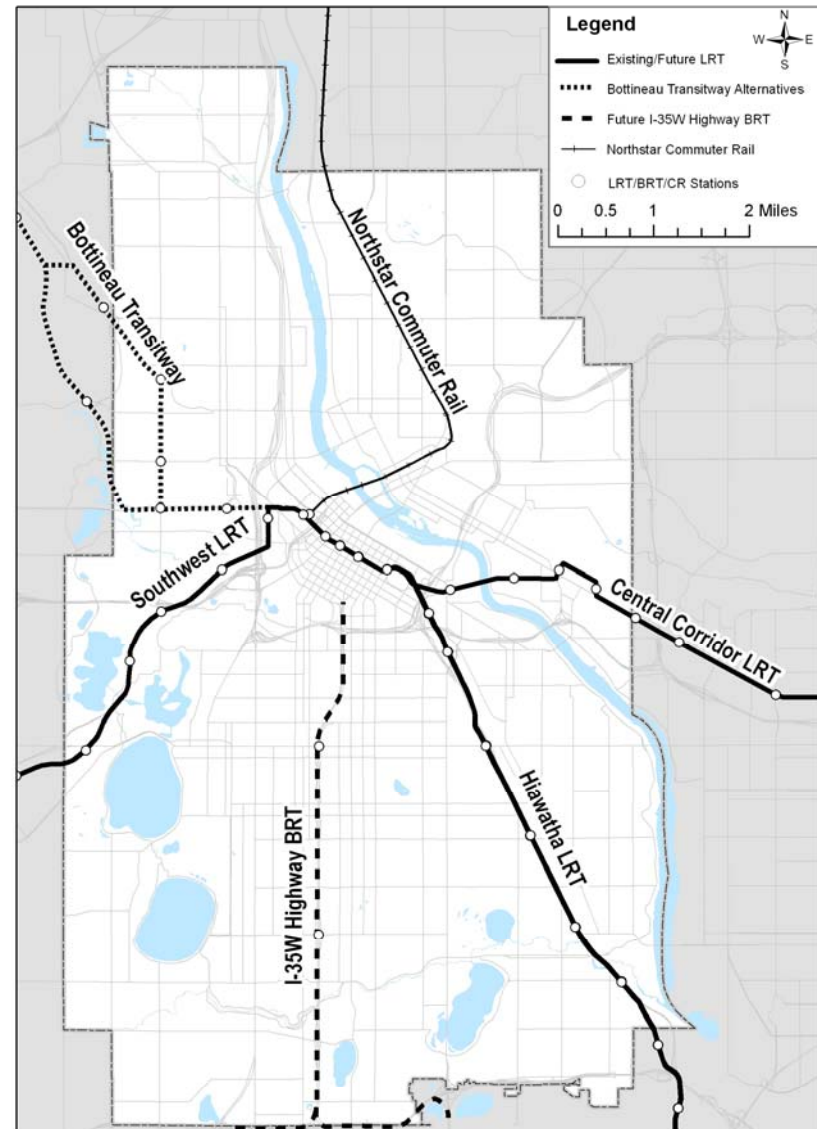 Legend
N
W E
S
Existing/Future LRT
Bottineau Transitway Alternatives
Future I-35W Highway BRT
Northstar Commuter Rail
LRT/BRT/CR Stations
0 0.5 1 2 Miles
Bottineau Transitway
Northstar Commuter Rail
Southwest LRT
Central Corridor LRT
Hiawatha LRT
I-35W Highway BRT